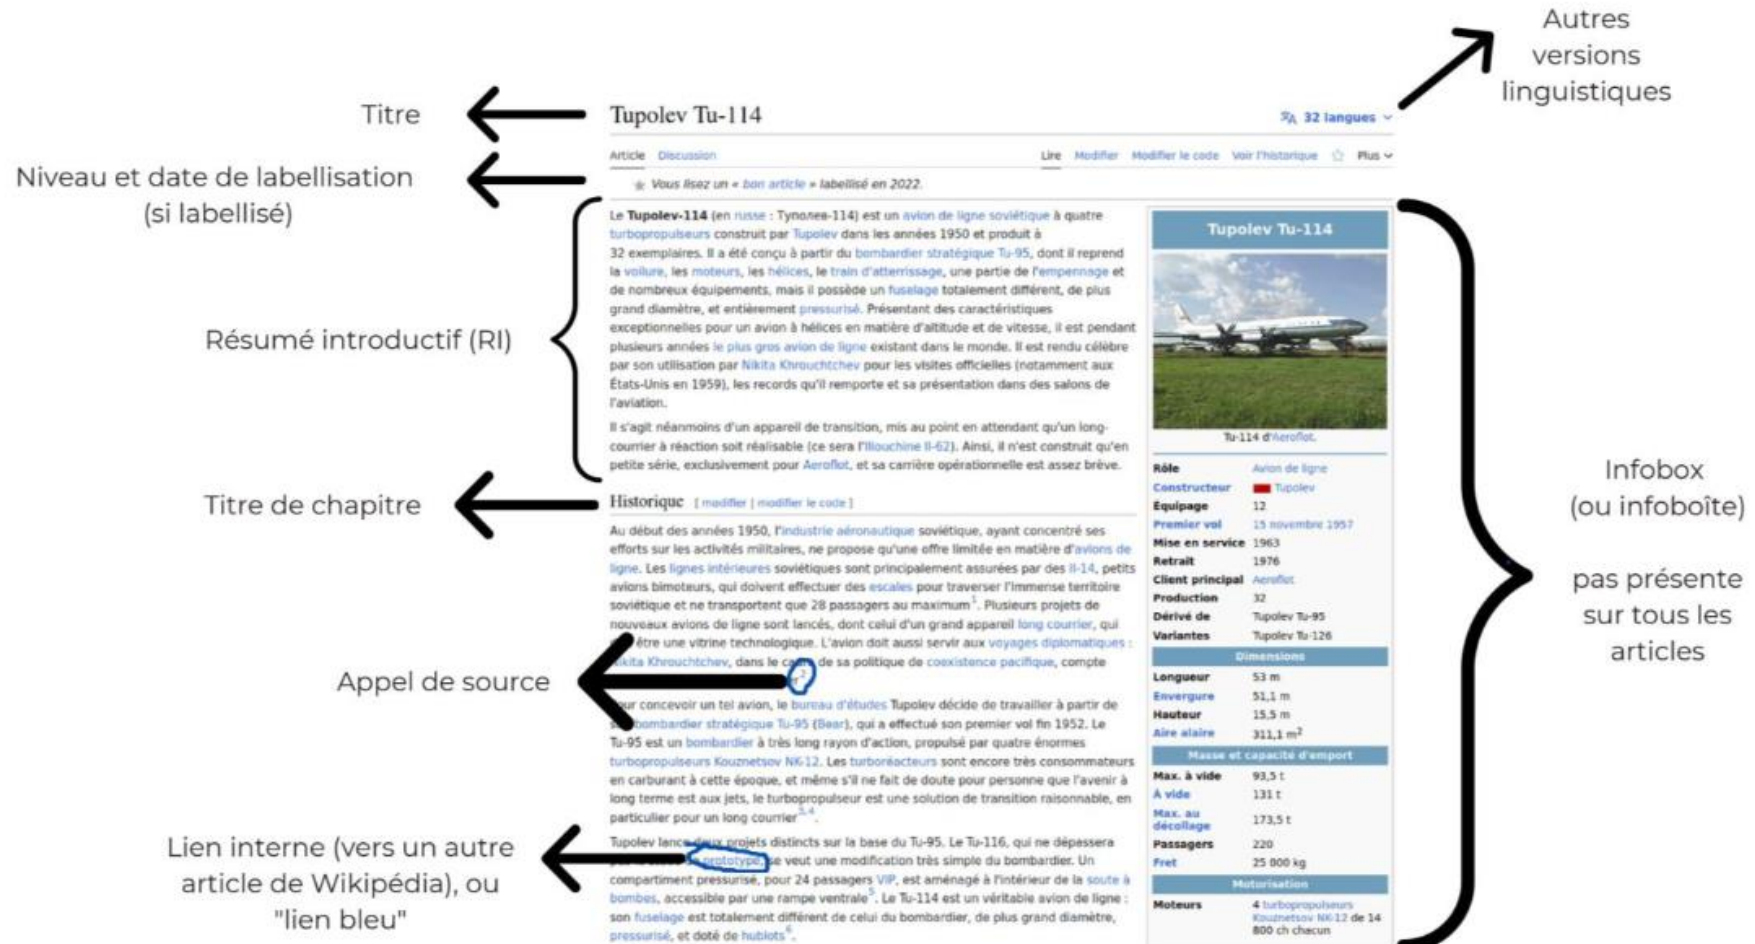 Autres
versions
linguistiques
Titre
Tupolev Tu-114
32 langues
Niveau et date de labellisation
(si labellisé)
Article Discussion
Lire Modifier Modifier le code Voir l'historique Plus
Vous lisez un « bon article » labellisé en 2022.
Résumé introductif (RI)
Le Tupolev-114 (en russe : Туполев-114) est un avion de ligne soviétique à quatre
turbopropulseurs construit par Tupolev dans les années 1950 et produit à
32 exemplaires. Il a été conçu à partir du bombardier stratégique Tu-95, dont il reprend
la voilure, les moteurs, les hélices, le train d'atterrissage, une partie de l'empennage et
de nombreux équipements, mais il possède un fuselage totalement différent, de plus
grand diamètre, et entièrement pressurisé. Présentant des caractéristiques
exceptionnelles pour un avion à hélices en matière d'altitude et de vitesse, il est pendant
plusieurs années le plus gros avion de ligne existant dans le monde. Il est rendu célèbre
par son utilisation par Nikita Khrouchtchev pour les visites officielles (notamment aux
États-Unis en 1959), les records qu'il remporte et sa présentation dans des salons de
l'aviation.
Il s'agit néanmoins d'un appareil de transition, mis au point en attendant qu'un long-
courrier à réaction soit réalisable (ce sera l'Iliouchine Il-62). Ainsi, il n'est construit qu'en
petite série, exclusivement pour Aeroflot, et sa carrière opérationnelle est assez brève.
Titre de chapitre
Historique [ modifier | modifier le code ]
Au début des années 1950, l'industrie aéronautique soviétique, ayant concentré ses
efforts sur les activités militaires, ne propose qu'une offre limitée en matière d'avions de
ligne. Les lignes intérieures soviétiques sont principalement assurées par des Il-14, petits
avions bimoteurs, qui doivent effectuer des escales pour traverser l'immense territoire
soviétique et ne transportent que 28 passagers au maximum1. Plusieurs projets de
nouveaux avions de ligne sont lancés, dont celui d'un grand appareil long courrier, qui
être une vitrine technologique. L'avion doit aussi servir aux voyages diplomatiques :
Nikita Khrouchtchev, dans le cadre de sa politique de coexistence pacifique, compte
2
Appel de source
Pour concevoir un tel avion, le bureau d'études Tupolev décide de travailler à partir de
bombardier stratégique Tu-95 (Bear), qui a effectué son premier vol fin 1952. Le
Tu-95 est un bombardier à très long rayon d'action, propulsé par quatre énormes
turbopropulseurs Kouznetsov NK-12. Les turboréacteurs sont encore très consommateurs
en carburant à cette époque, et même s'il ne fait de doute pour personne que l'avenir à
long terme est aux jets, le turbopropulseur est une solution de transition raisonnable, en
particulier pour un long courrier3,4.
Lien interne (vers un autre
article de Wikipédia), ou
"lien bleu"
Tupolev lance deux projets distincts sur la base du Tu-95. Le Tu-116, qui ne dépassera
prototype, se veut une modification très simple du bombardier. Un
compartiment pressurisé, pour 24 passagers VIP, est aménagé à l'intérieur de la soute à
bombes, accessible par une rampe ventrale5. Le Tu-114 est un véritable avion de ligne :
son fuselage est totalement différent de celui du bombardier, de plus grand diamètre,
pressurisé, et doté de hublots6.
Tupolev Tu-114
Tu-114 d'Aeroflot.
Rôle Avion de ligne
Constructeur Tupolev
Équipage 12
Premier vol 15 novembre 1957
Mise en service 1963
Retrait 1976
Client principal Aeroflot
Production 32
Dérivé de Tupolev Tu-95
Variantes Tupolev Tu-126
Dimensions
Longueur 53 m
Envergure 51,1 m
Hauteur 15,5 m
Aire alaire 311,1 m2
Masse et capacité d'emport
Max. à vide 93,5 t
À vide 131 t
Max. au
décollage 173,5 t
Passagers 220
Fret 25 800 kg
Motorisation
Moteurs 4 turbopropulseurs
Kouznetsov NK-12 de 14
800 ch chacun
Infobox
(ou infoboîte)
pas présente
sur tous les
articles